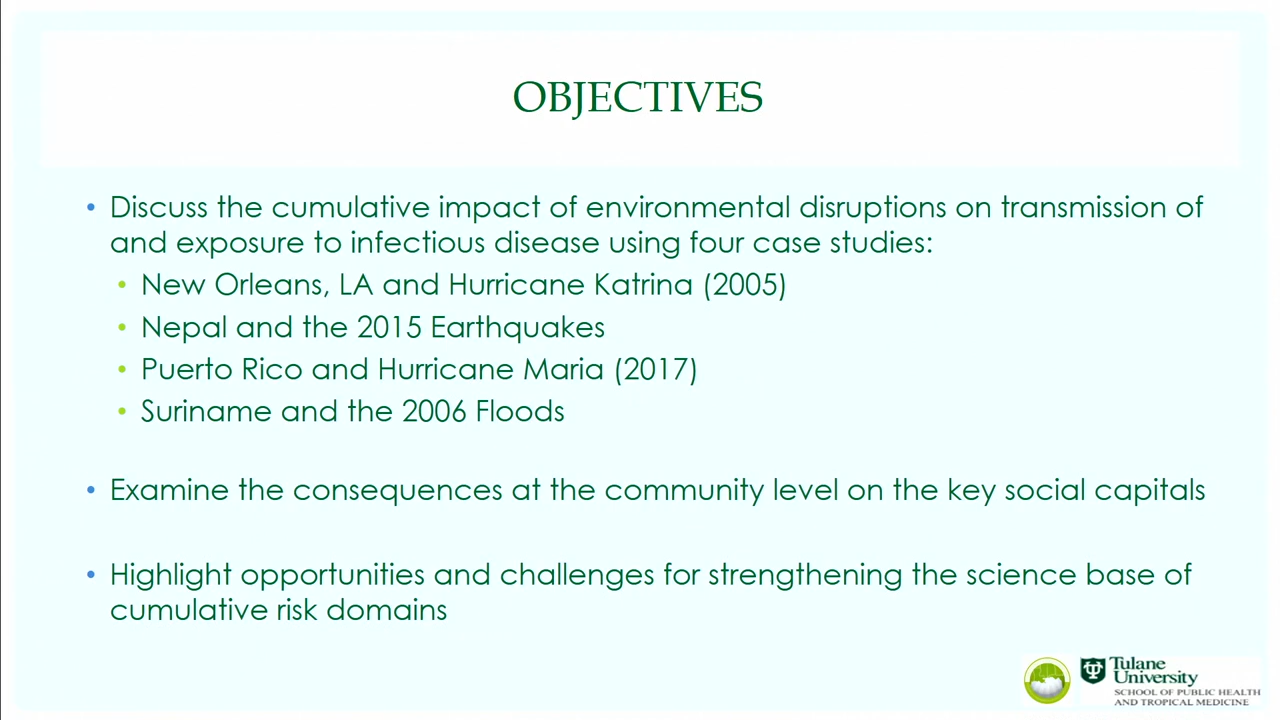 OBJECTIVES
• Discuss the cumulative impact of environmental disruptions on transmission of
and exposure to infectious disease using four case studies:
• New Orleans, LA and Hurricane Katrina (2005)
• Nepal and the 2015 Earthquakes
• Puerto Rico and Hurricane Maria (2017)
• Suriname and the 2006 Floods
• Examine the consequences at the community level on the key social capitals
• Highlight opportunities and challenges for strengthening the science base of
cumulative risk domains
Tulane
University
SCHOOL OF PUBLIC HEALTH
AND TROPICAL MEDICINE